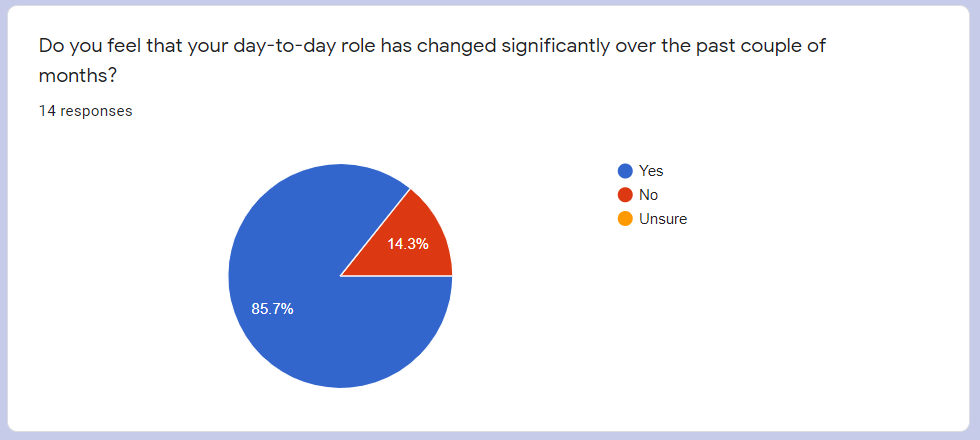 Do you feel that your day-to-day role has changed significantly over the past couple of
months?
14 responses
Yes
No
Unsure
14.3%
85.7%